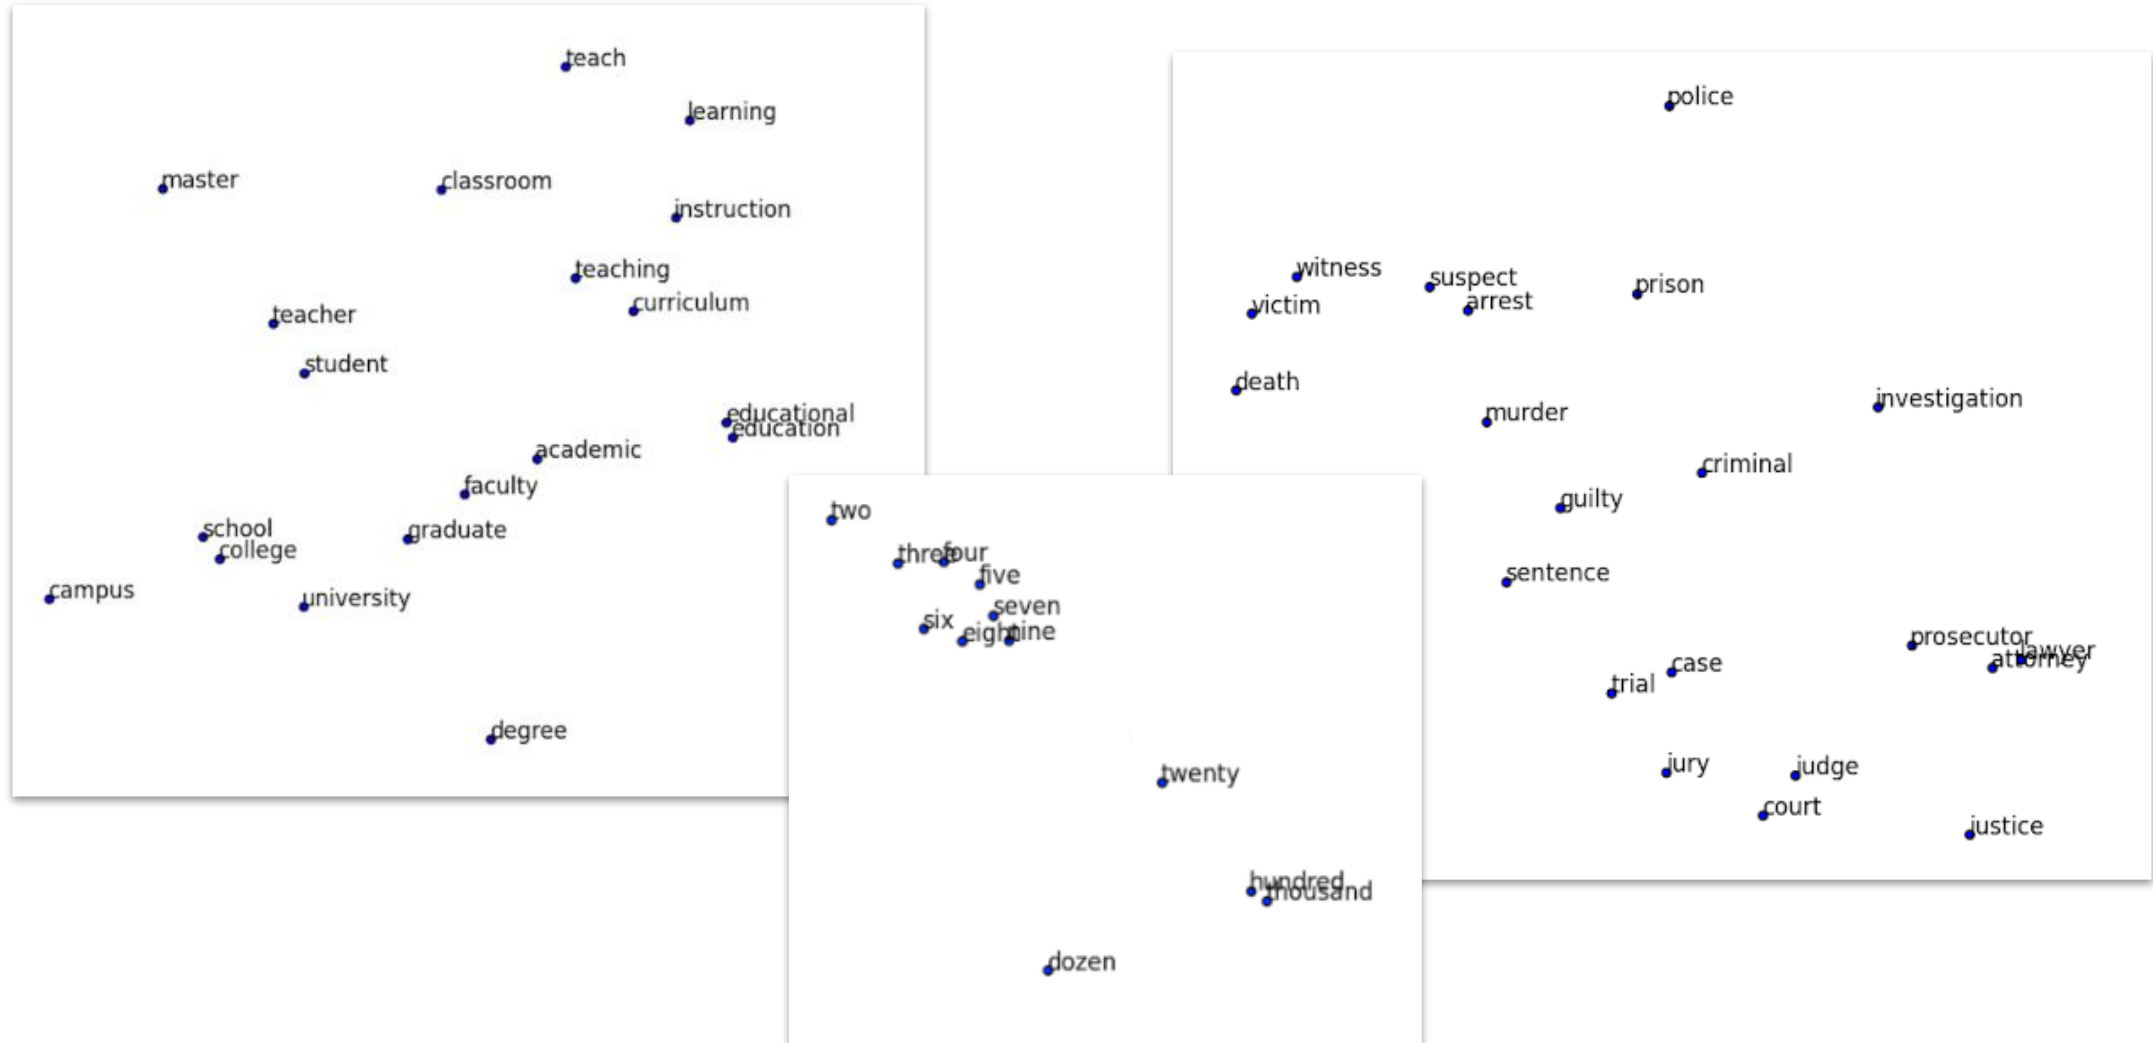 teach
learning
master
classroom
instruction
teaching
curriculum
teacher
student
educational
education
academic
faculty
school
graduate
college
campus
university
degree
two
three
four
five
seven
six
eight
nine
twenty
hundred
thousand
dozen
police
witness
suspect
prison
arrest
victim
death
investigation
murder
criminal
guilty
sentence
prosecutor
lawyer
attorney
case
trial
jury
judge
court
justice